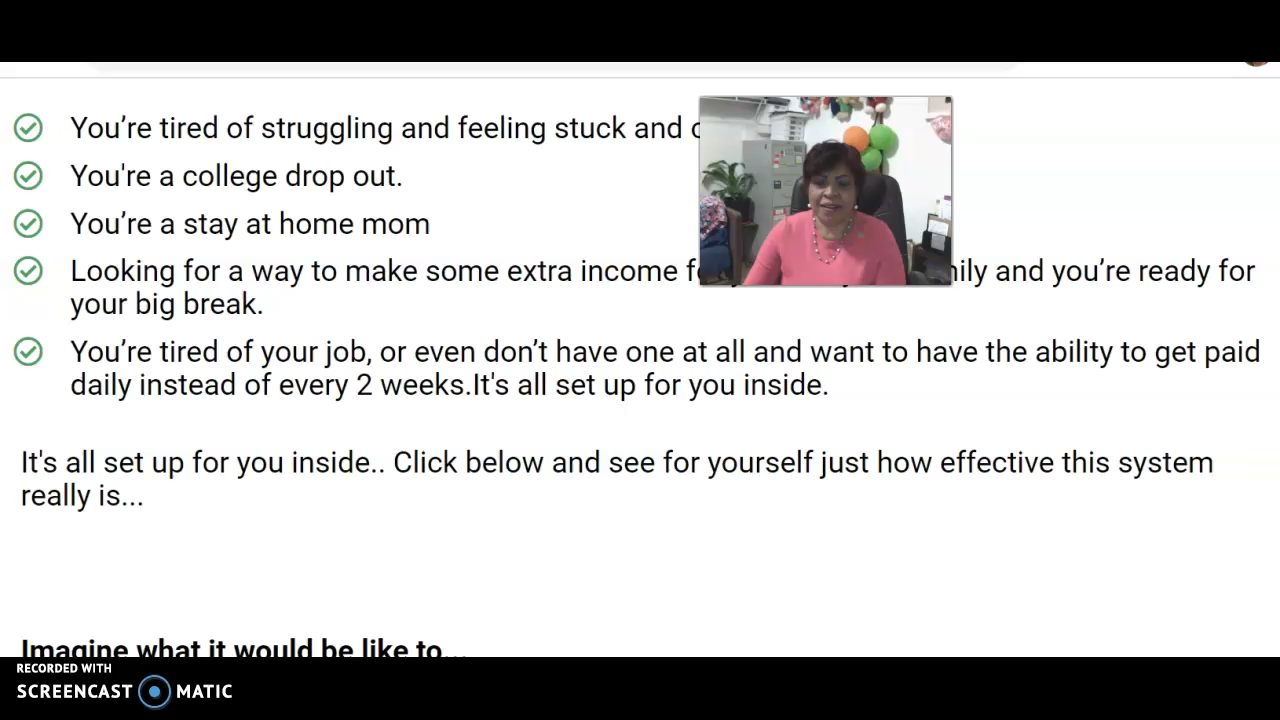 You’re tired of struggling and feeling stuck and
You're a college drop out.
You’re a stay at home mom
Looking for a way to make some extra income and you’re ready for
your big break.
You’re tired of your job, or even don’t have one at all and want to have the ability to get paid
daily instead of every 2 weeks.It's all set up for you inside.
It's all set up for you inside.. Click below and see for yourself just how effective this system
really is...
Imagine what it would be like to...
RECORDED WITH
SCREENCAST MATIC